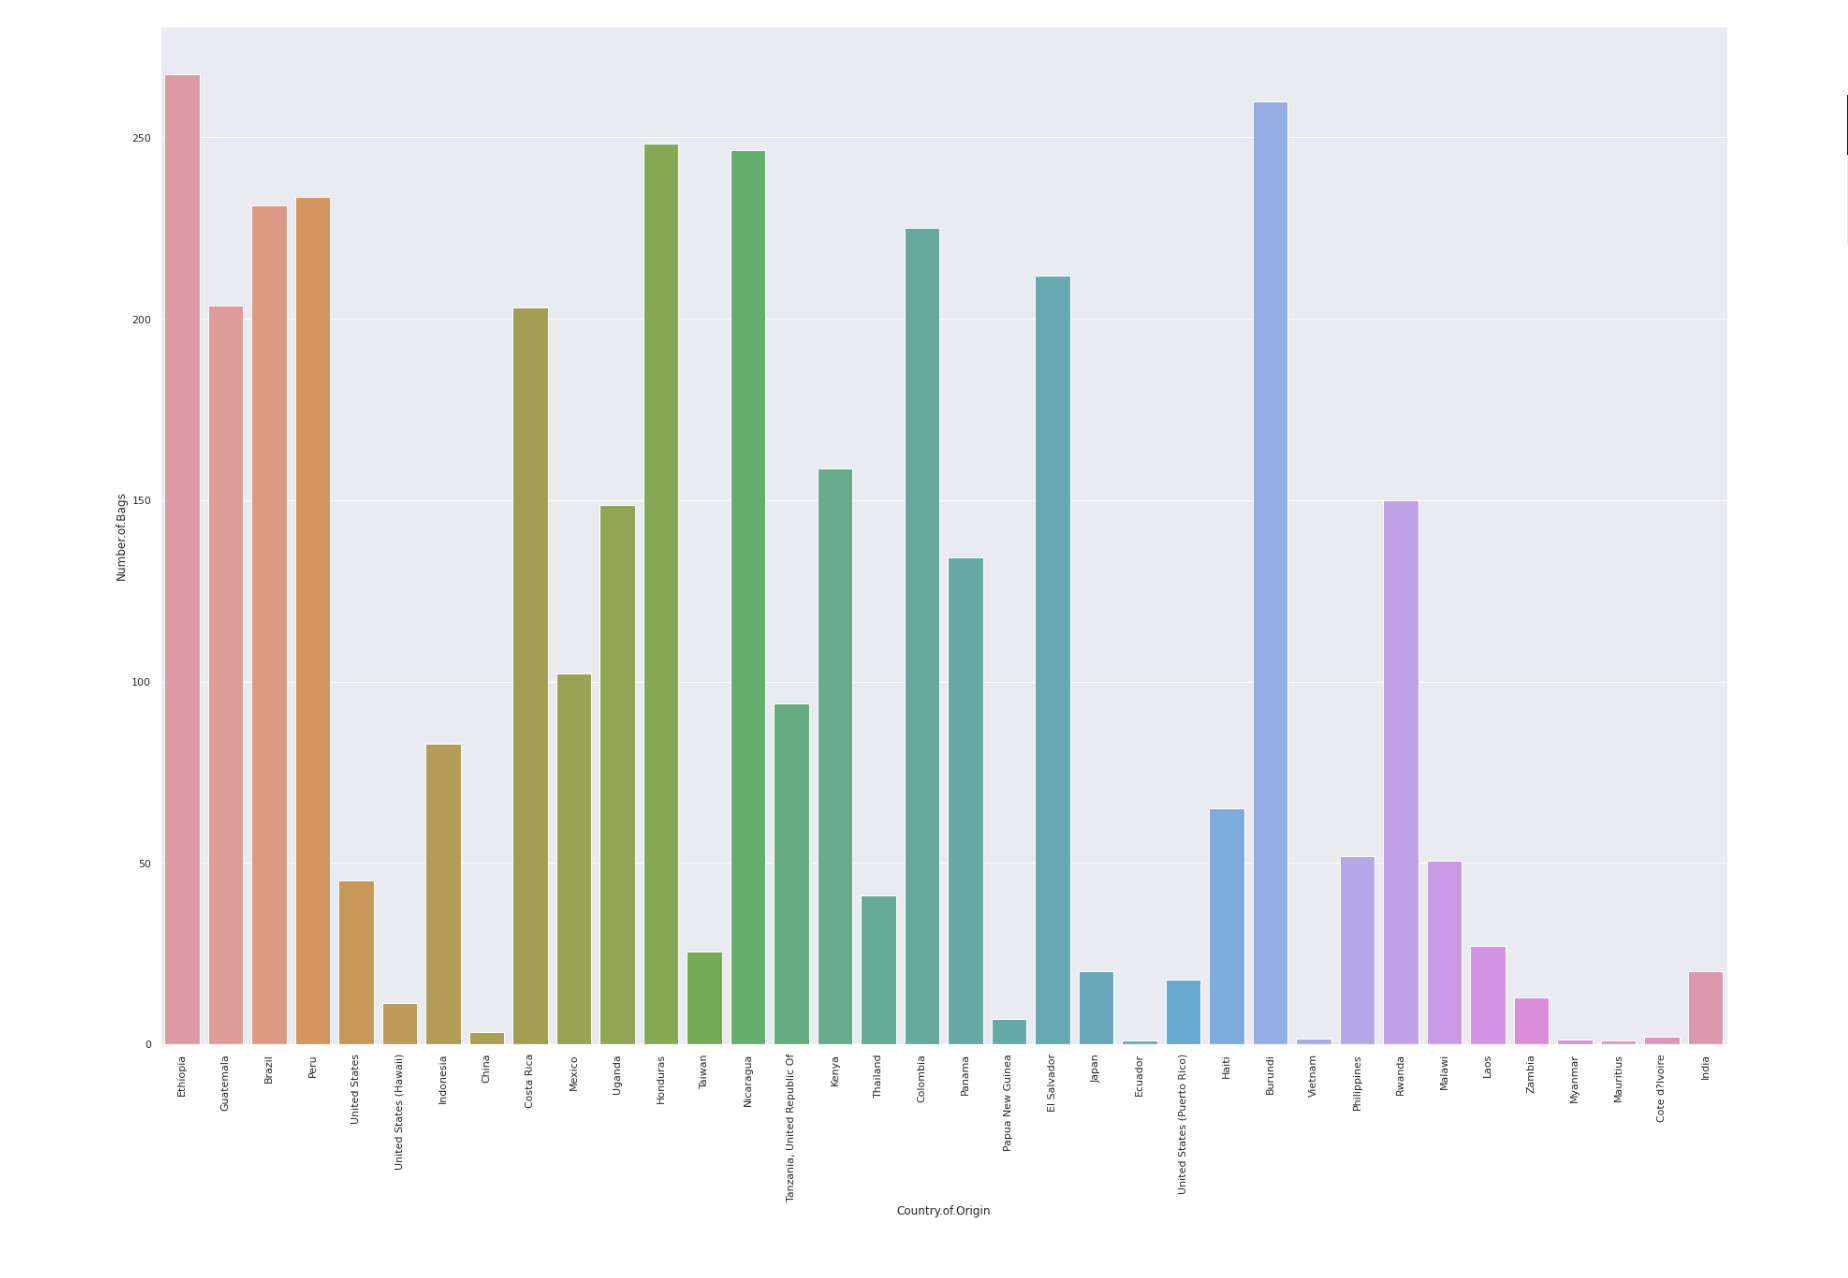 250
200
150
100
50
0
Number.of.Bags
Ethiopia
Guatemala
Brazil
Peru
United States
United States (Hawaii)
Indonesia
China
Costa Rica
Mexico
Uganda
Honduras
Taiwan
Nicaragua
Tanzania, United Republic Of
Kenya
Thailand
Colombia
Panama
Papua New Guinea
El Salvador
Japan
Ecuador
United States (Puerto Rico)
Haiti
Burundi
Vietnam
Philippines
Rwanda
Malawi
Laos
Zambia
Myanmar
Mauritius
Cote d?Ivoire
India
Country.of.Origin